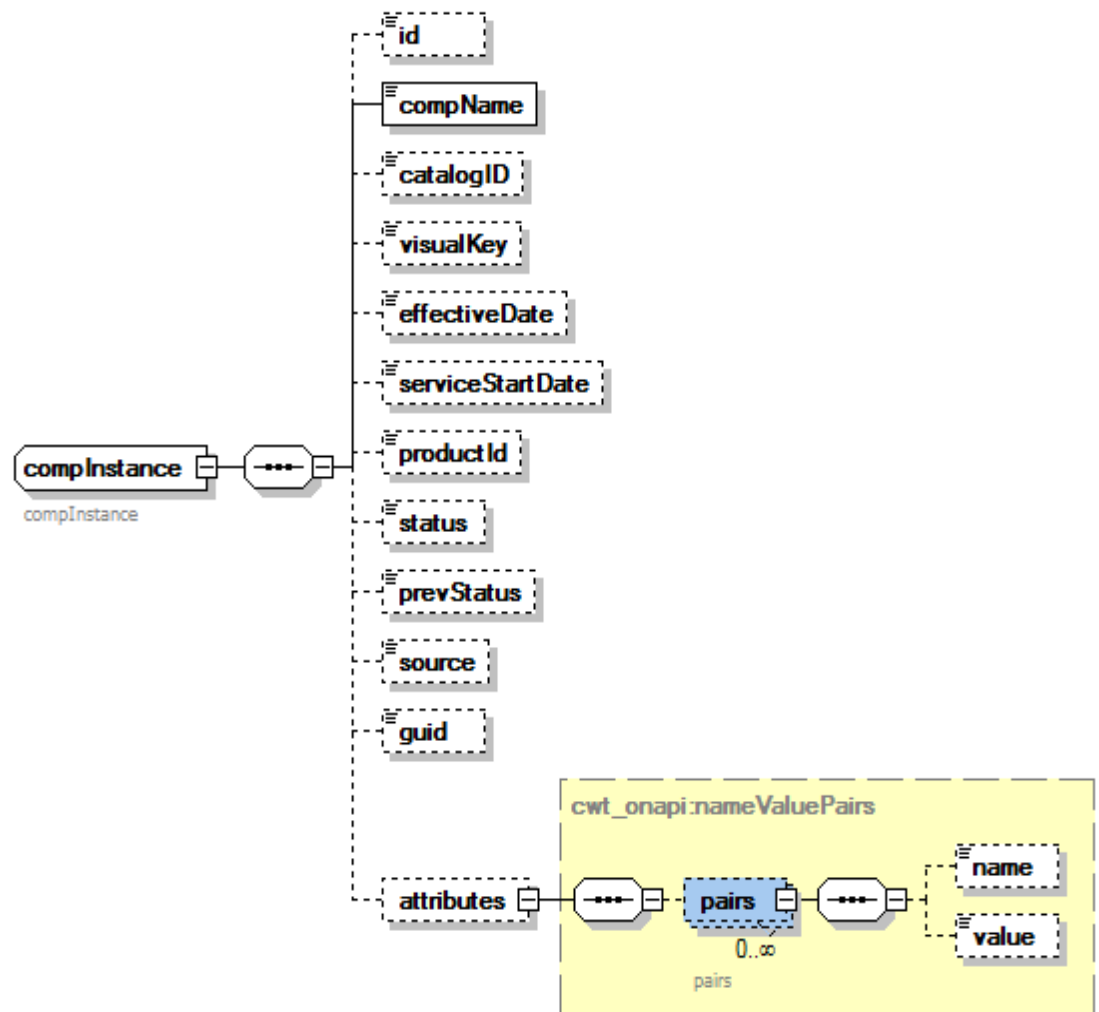 id
compName
catalogID
visualKey
effectiveDate
serviceStartDate
productId
compInstance
compInstance
status
prevStatus
source
guid
cwt_onapi:nameValuePairs
attributes
pairs
0..∞
pairs
name
value